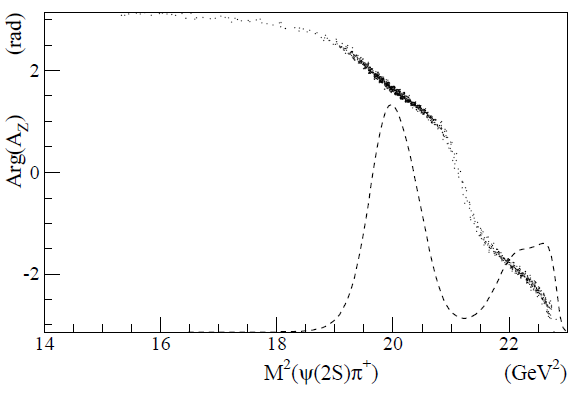 Arg(A_Z) (rad)
2
0
-2
14 16 18 20 22
M²(ψ(2S)π⁺) (GeV²)